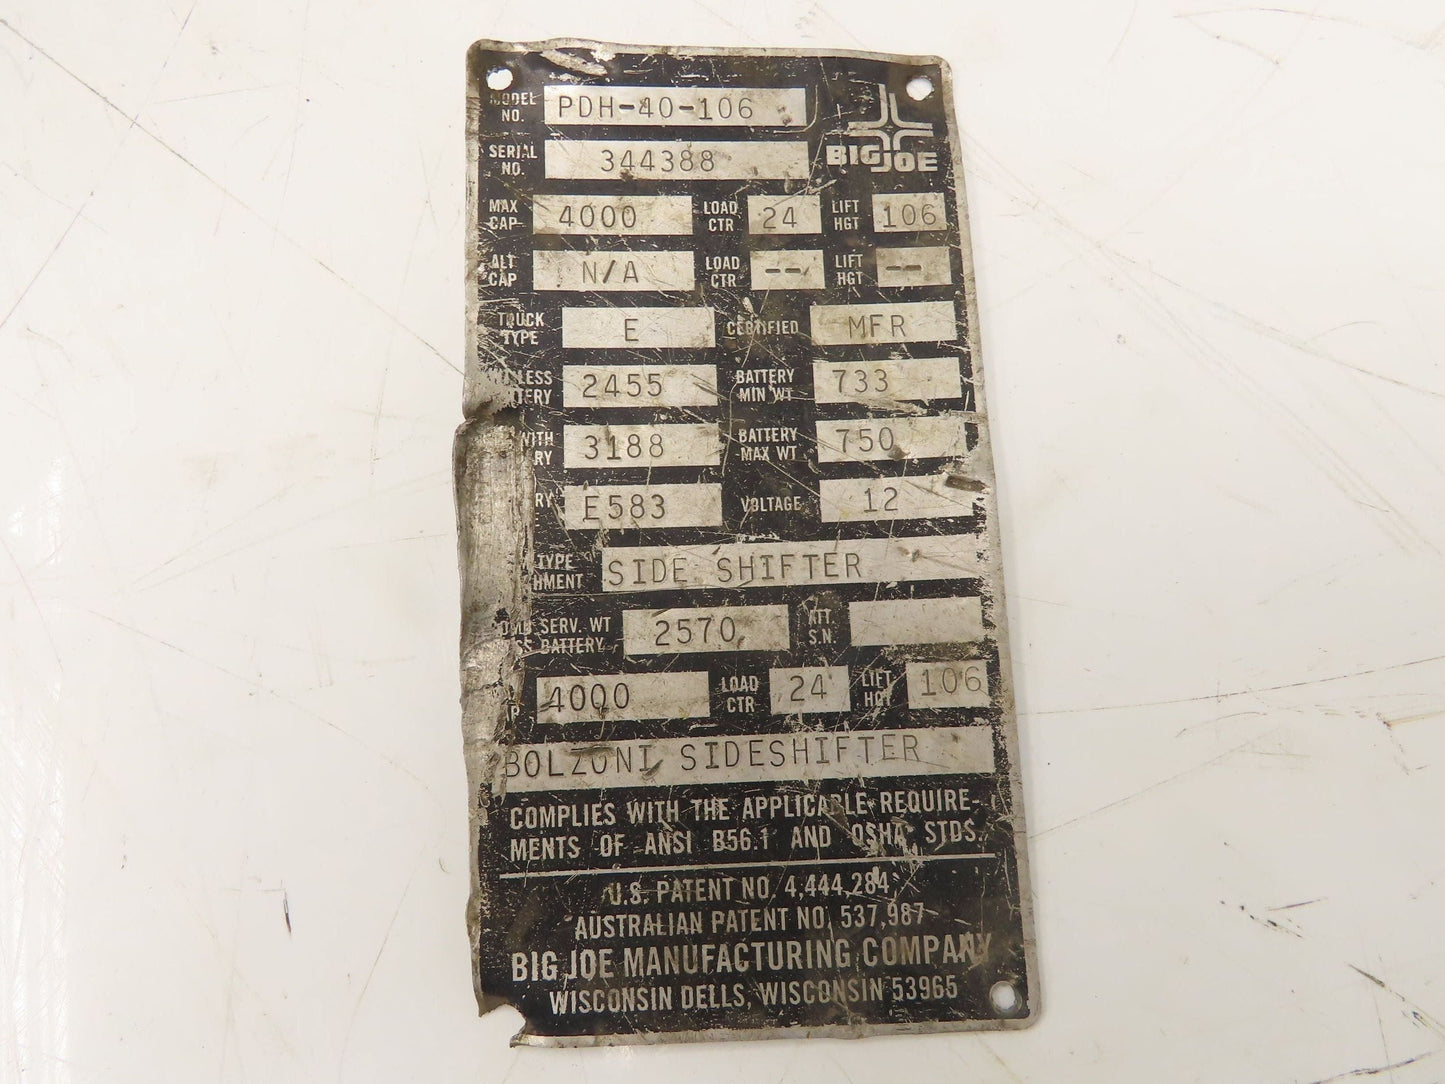 MODEL NO. PDH-40-106
BIG JOE
SERIAL NO. 344388
MAX CAP 4000 LOAD CTR 24 LIFT HGT 106
ALT CAP N/A LOAD CTR -- LIFT HGT --
TRUCK TYPE E CERTIFIED MFR
LESS 2455 BATTERY MIN WT 733
WITH 3188 BATTERY MAX WT 750
E583 VOLTAGE 12
TYPE SIDE SHIFTER
SERV. WT BATTERY 2570 ATT. S.N.
4000 LOAD CTR 24 LIFT HGT 106
BOLZONI SIDESHIFTER
COMPLIES WITH THE APPLICABLE REQUIRE-
MENTS OF ANSI B56.1 AND OSHA STDS.
U.S. PATENT NO. 4,444,284
AUSTRALIAN PATENT NO. 537,987
BIG JOE MANUFACTURING COMPANY
WISCONSIN DELLS, WISCONSIN 53965